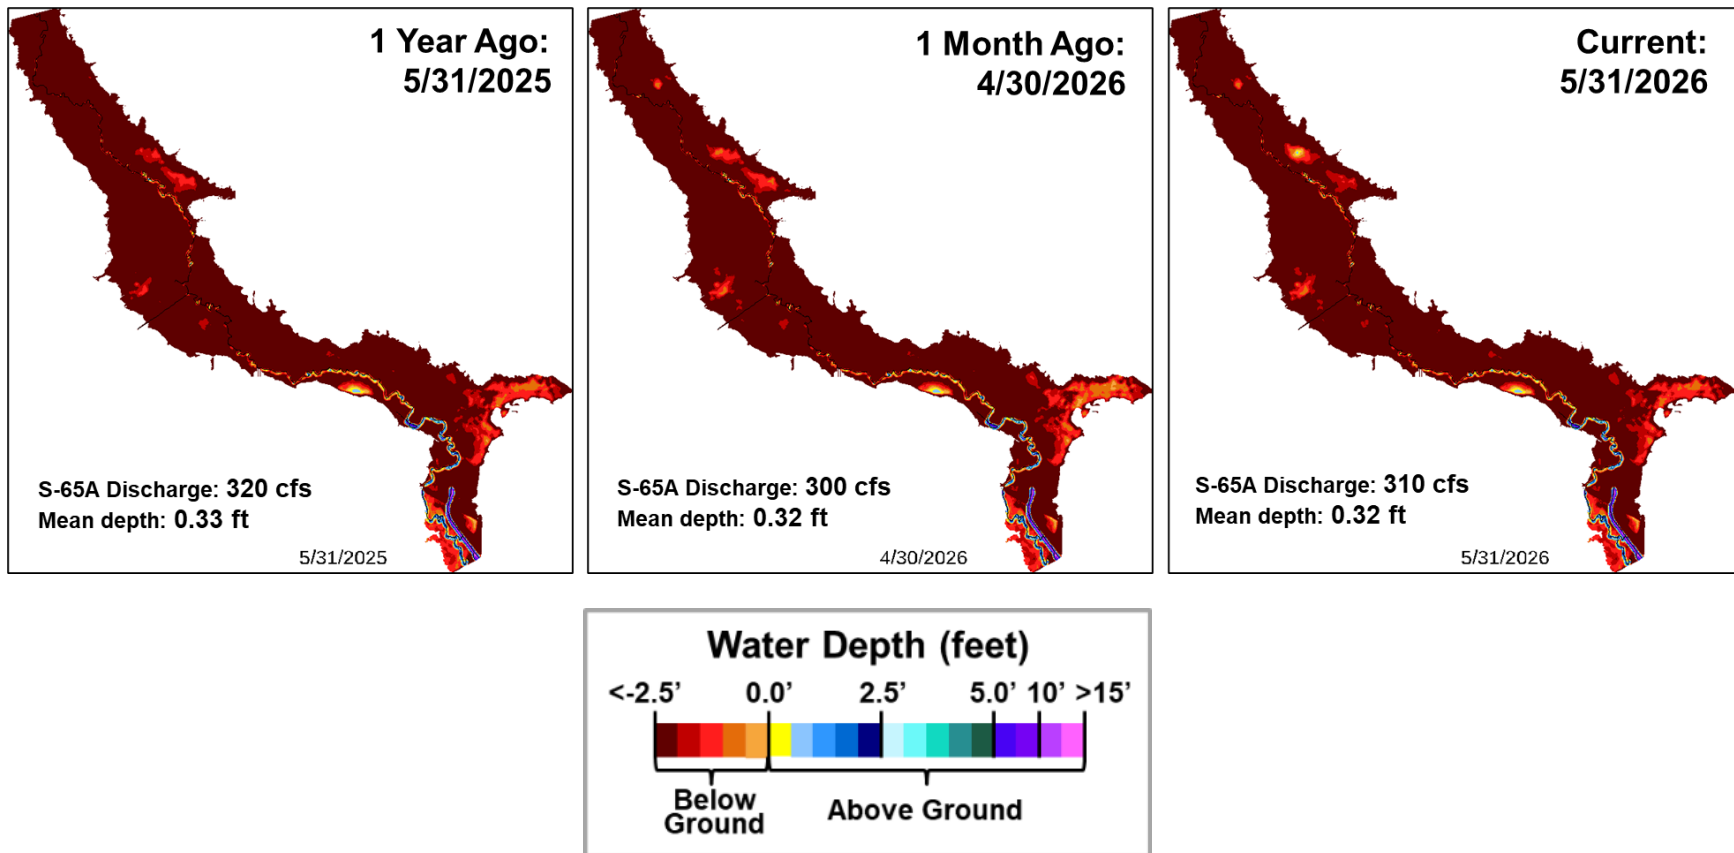 1 Year Ago:
5/31/2025
S-65A Discharge: 320 cfs
Mean depth: 0.33 ft
5/31/2025
1 Month Ago:
4/30/2026
S-65A Discharge: 300 cfs
Mean depth: 0.32 ft
4/30/2026
Current:
5/31/2026
S-65A Discharge: 310 cfs
Mean depth: 0.32 ft
5/31/2026
Water Depth (feet)
<-2.5’ 0.0’ 2.5’ 5.0’ 10’ >15’
Below
Ground
Above Ground